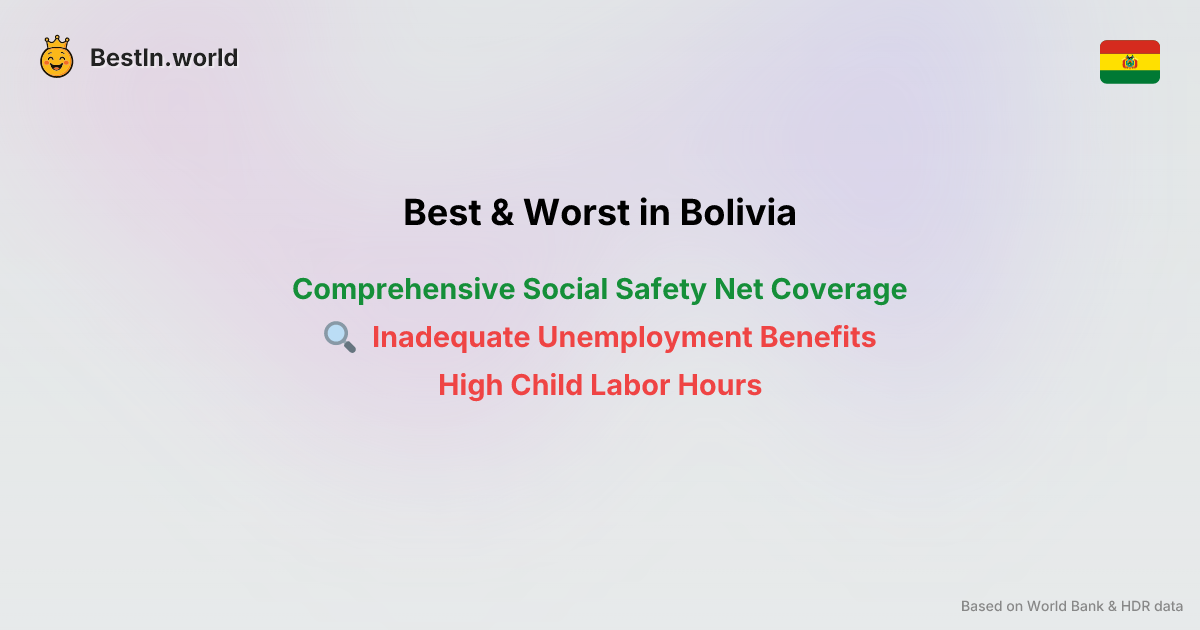 BestIn.world
Best & Worst in Bolivia
Comprehensive Social Safety Net Coverage
🔍 Inadequate Unemployment Benefits
High Child Labor Hours
Based on World Bank & HDR data